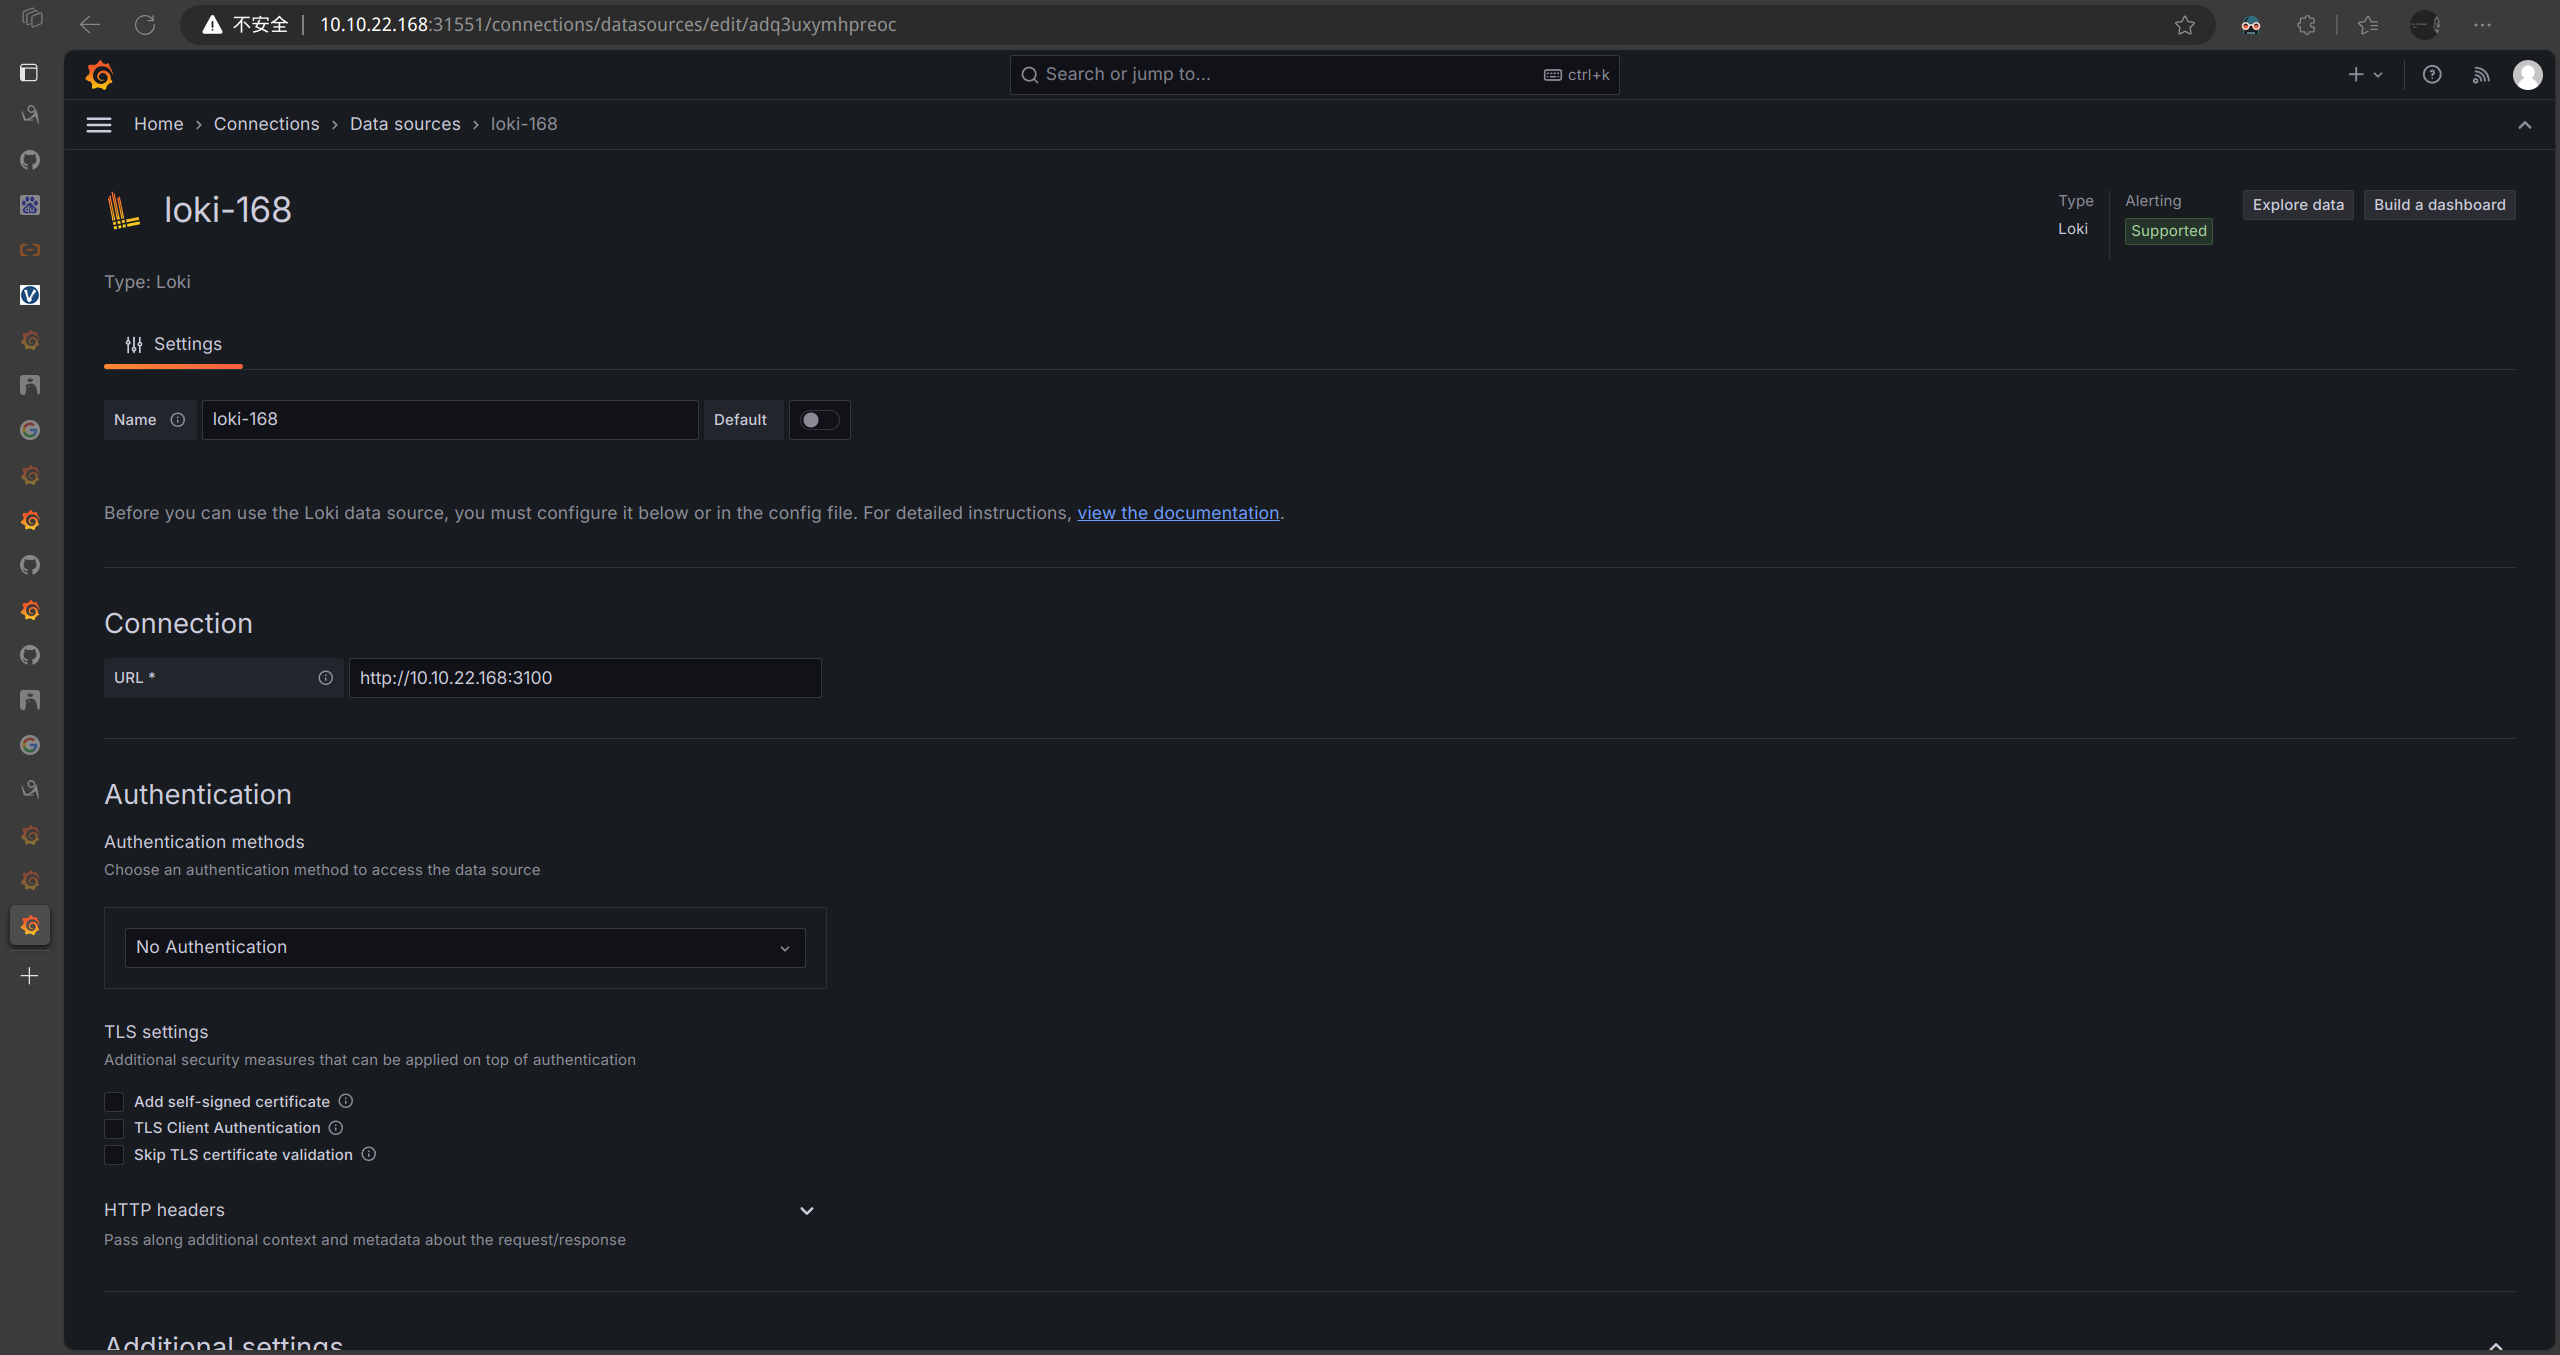 不安全 | 10.10.22.168:31551/connections/datasources/edit/adq3uxymhpreoc
Search or jump to... ctrl+k
Home > Connections > Data sources > loki-168
loki-168
Type
Loki
Alerting
Supported
Explore data
Build a dashboard
Type: Loki
Settings
Name loki-168 Default
Before you can use the Loki data source, you must configure it below or in the config file. For detailed instructions, view the documentation.
Connection
URL * http://10.10.22.168:3100
Authentication
Authentication methods
Choose an authentication method to access the data source
No Authentication
TLS settings
Additional security measures that can be applied on top of authentication
Add self-signed certificate
TLS Client Authentication
Skip TLS certificate validation
HTTP headers
Pass along additional context and metadata about the request/response
Additional settings